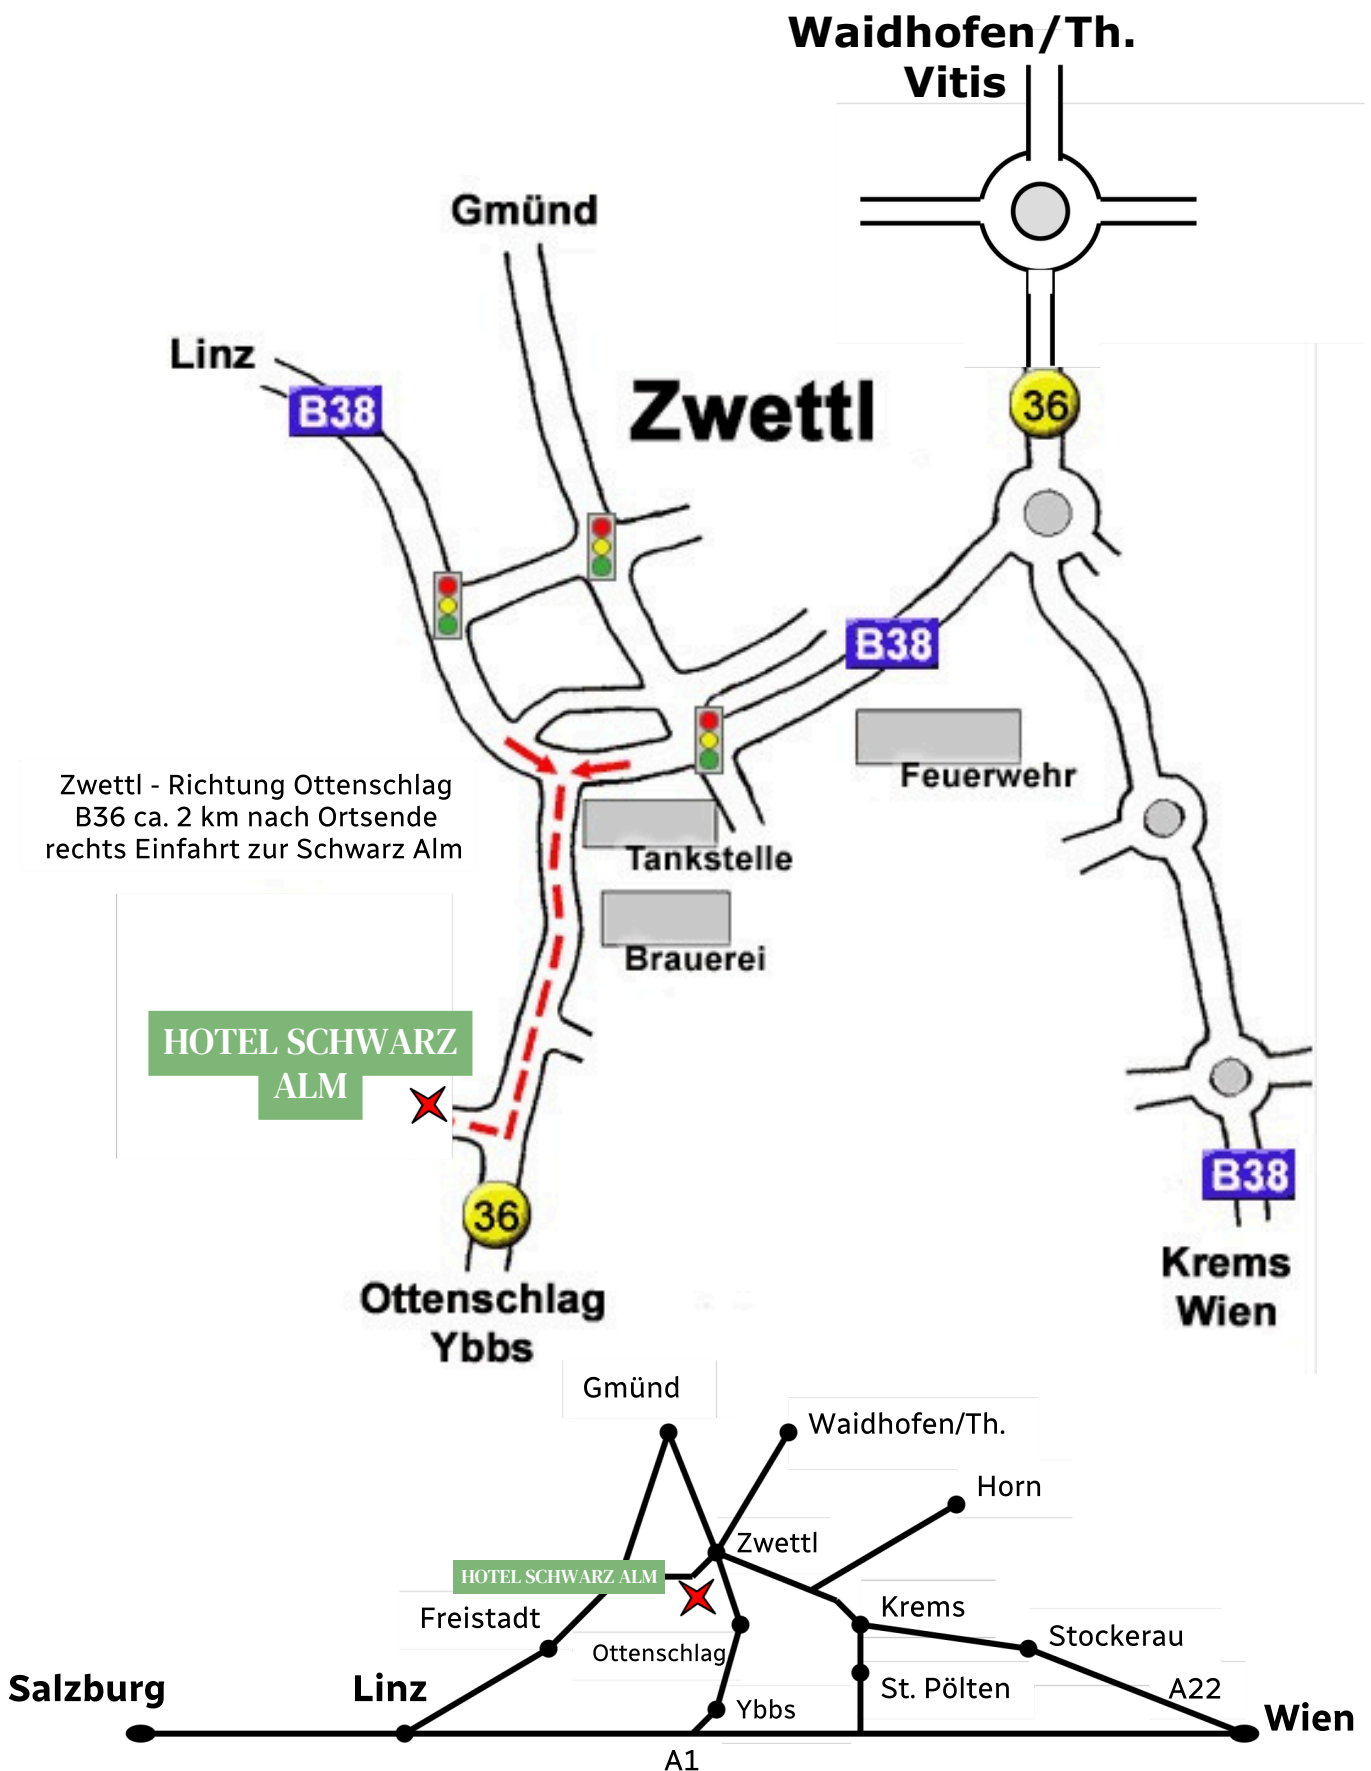 Waidhofen/Th.
Vitis
Gmünd
Linz
B38
Zwettl
36
B38
Feuerwehr
Zwettl - Richtung Ottenschlag
B36 ca. 2 km nach Ortsende
rechts Einfahrt zur Schwarz Alm
Tankstelle
Brauerei
HOTEL SCHWARZ
ALM
B38
36
Krems
Wien
Ottenschlag
Ybbs
Gmünd
Waidhofen/Th.
Horn
Zwettl
HOTEL SCHWARZ ALM
Freistadt
Krems
Ottenschlag
Stockerau
Salzburg
Linz
St. Pölten
A22
Ybbs
Wien
A1